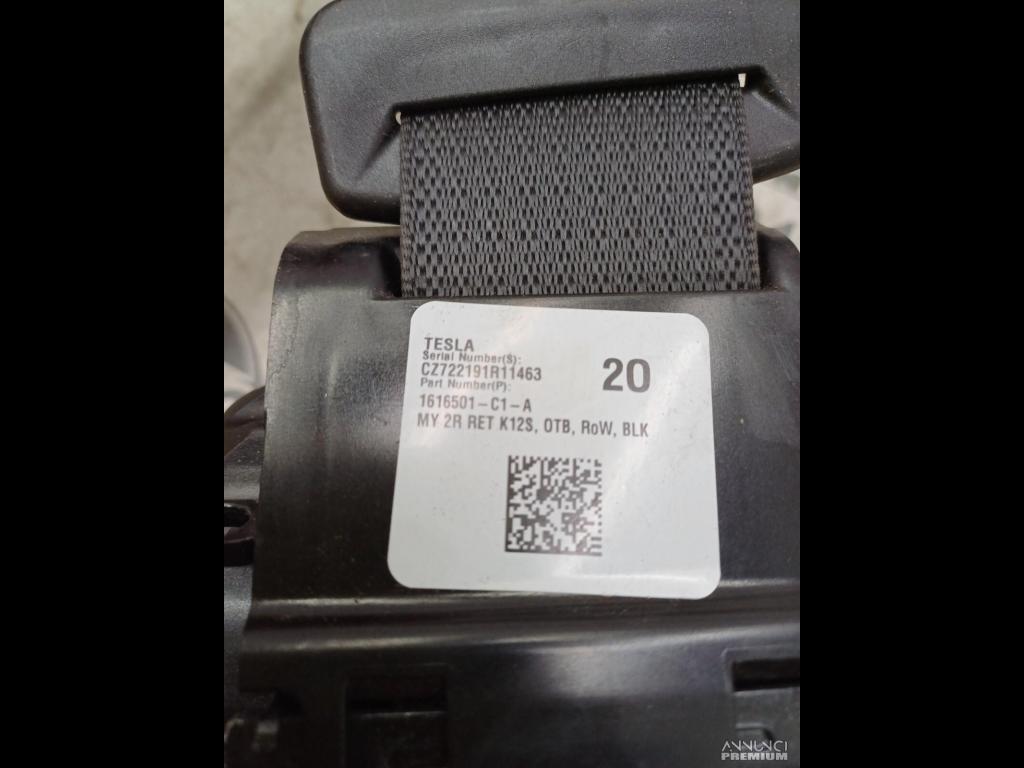 TESLA
Serial Number(S):
CZ722191R11463
20
Part Number(P):
1616501-C1-A
MY 2R RET K12S, OTB, RoW, BLK
ANNUNCI
PREMIUM